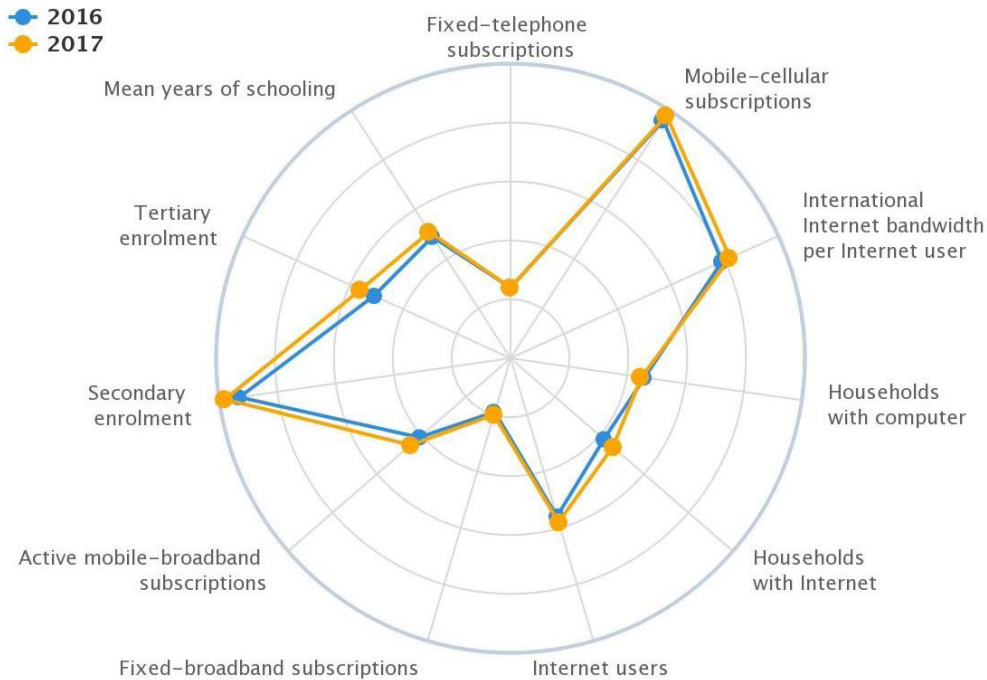 2016
2017
Fixed–telephone
subscriptions
Mobile–cellular
subscriptions
International
Internet bandwidth
per Internet user
Households
with computer
Households
with Internet
Internet users
Fixed–broadband subscriptions
Active mobile–broadband
subscriptions
Secondary
enrolment
Tertiary
enrolment
Mean years of schooling